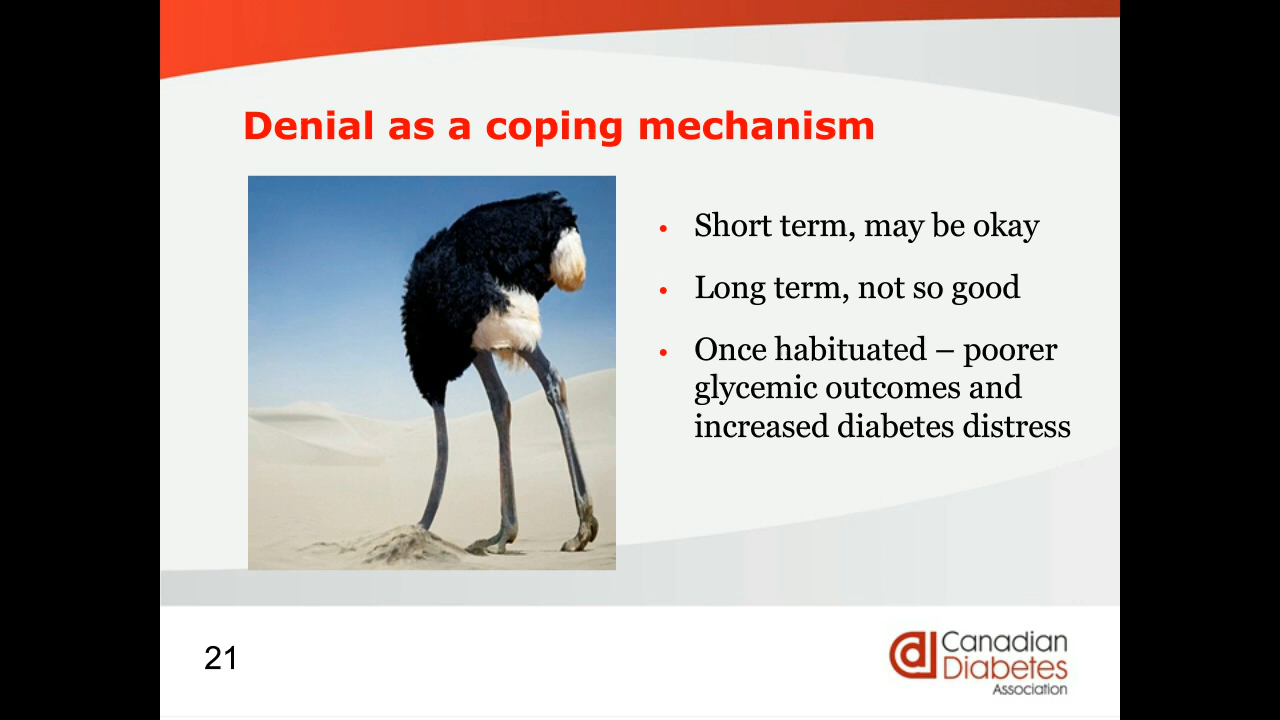 Denial as a coping mechanism
• Short term, may be okay
• Long term, not so good
• Once habituated – poorer
glycemic outcomes and
increased diabetes distress
21
Canadian
Diabetes
Association